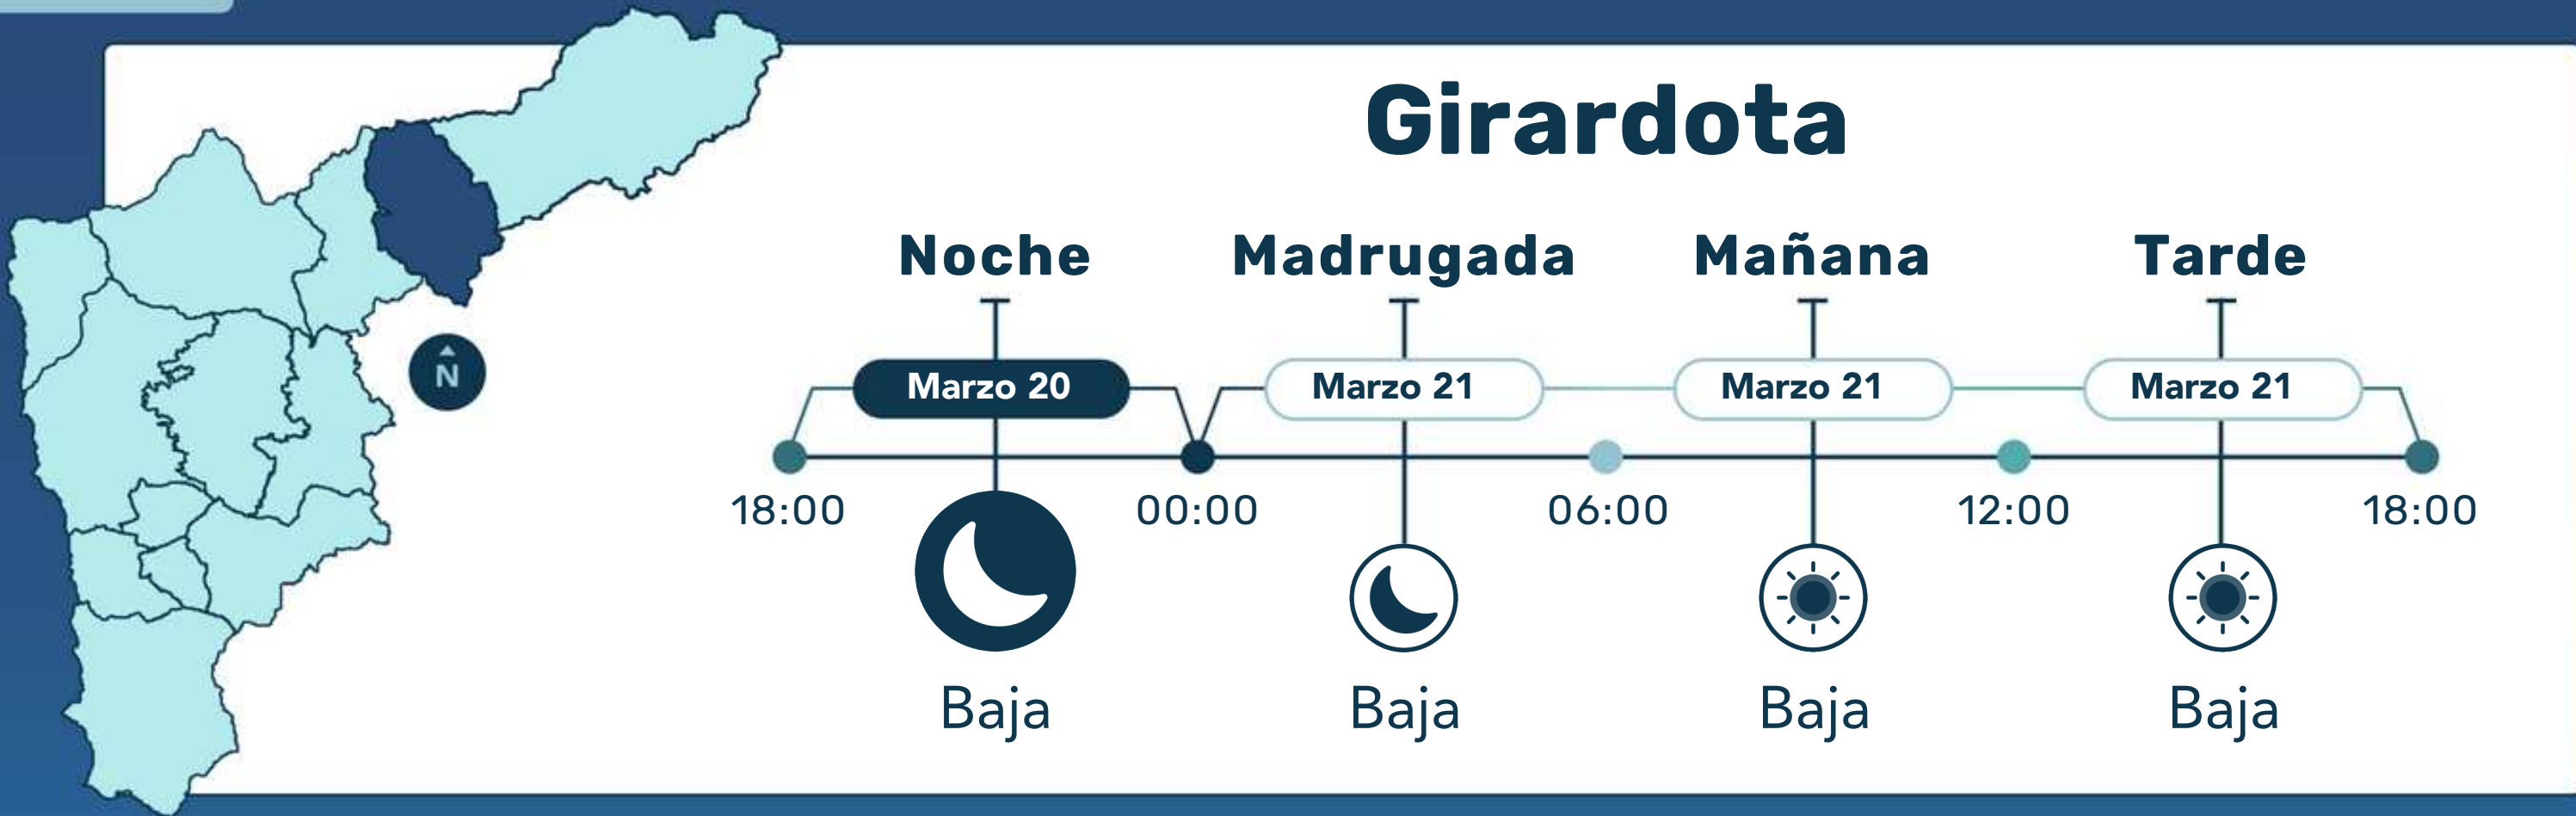 Girardota
Noche Madrugada Mañana Tarde
N
Marzo 20 Marzo 21 Marzo 21 Marzo 21
18:00 00:00 06:00 12:00 18:00
Baja Baja Baja Baja